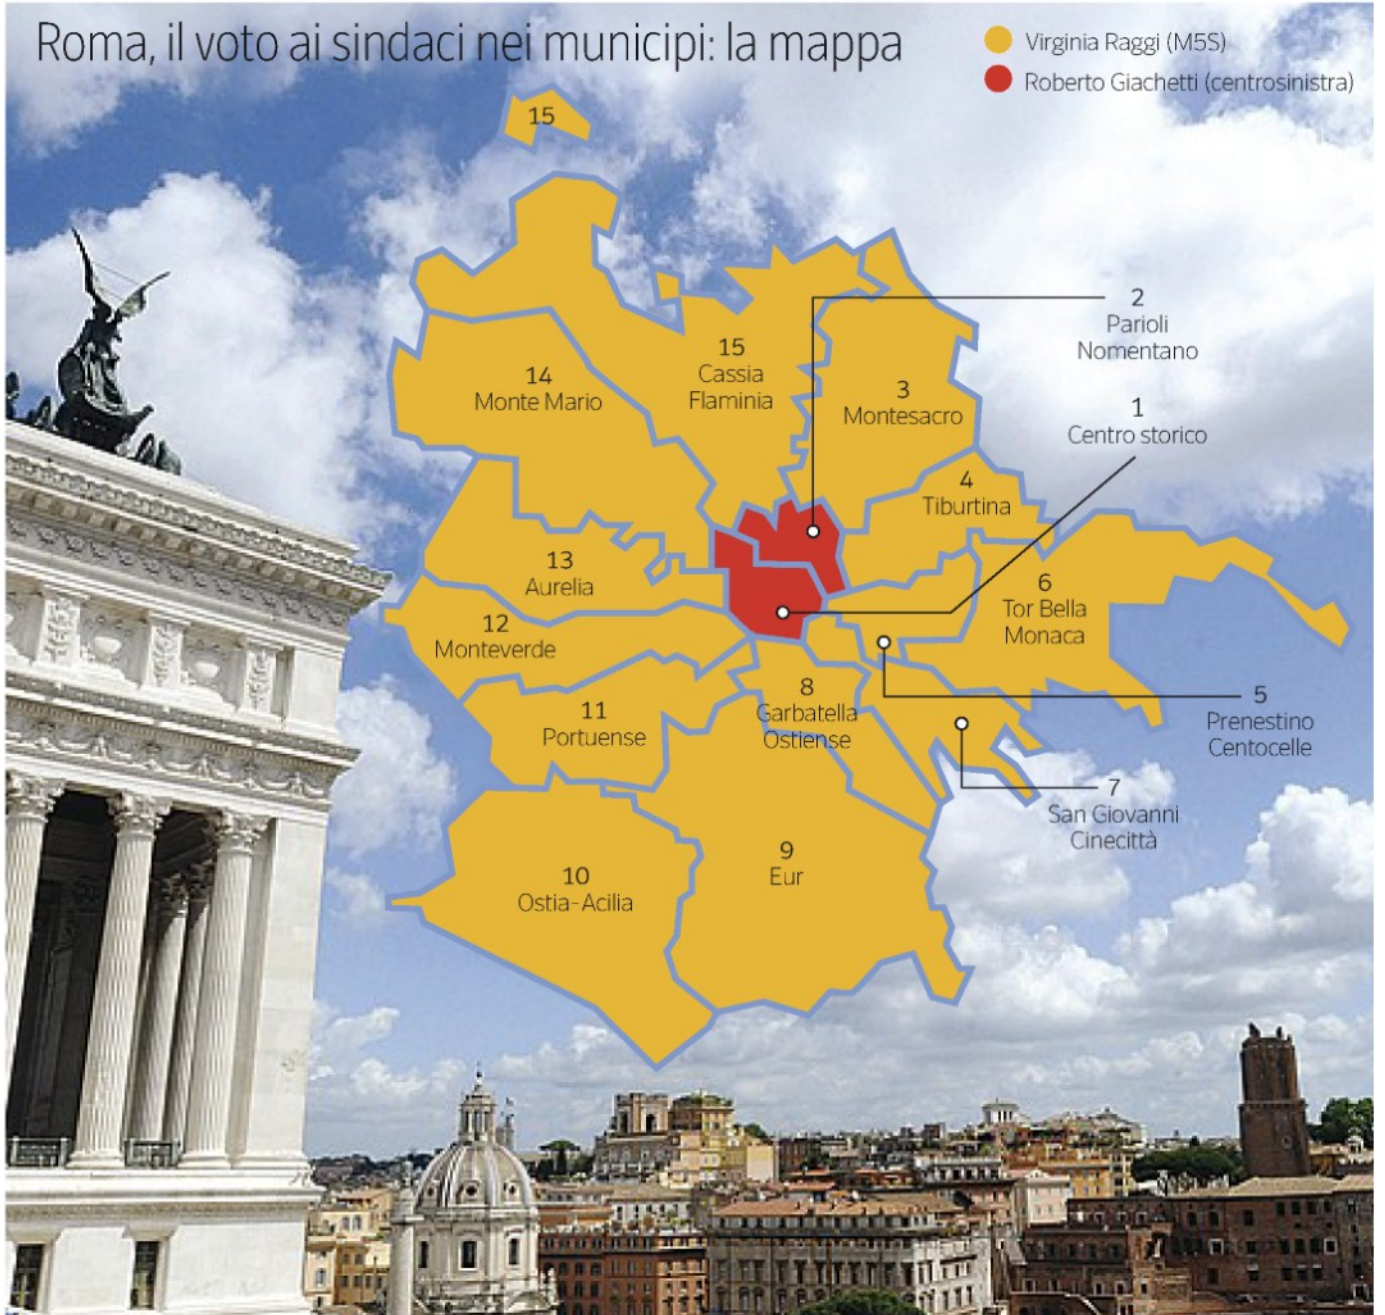 Roma, il voto ai sindaci nei municipi: la mappa
Virginia Raggi (M5S)
Roberto Giachetti (centrosinistra)
15
2
Parioli
Nomentano
15
Cassia
Flaminia
14
Monte Mario
3
Montesacro
1
Centro storico
4
Tiburtina
13
Aurelia
6
Tor Bella
Monaca
12
Monteverde
8
Garbatella
Ostiense
11
Portuense
5
Prenestino
Centocelle
7
San Giovanni
Cinecittà
9
Eur
10
Ostia-Acilia